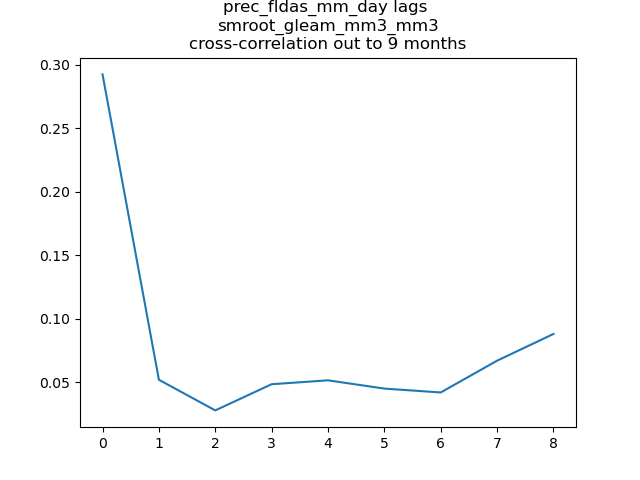 prec_fldas_mm_day lags
smroot_gleam_mm3_mm3
cross-correlation out to 9 months
0.30
0.25
0.20
0.15
0.10
0.05
0 1 2 3 4 5 6 7 8